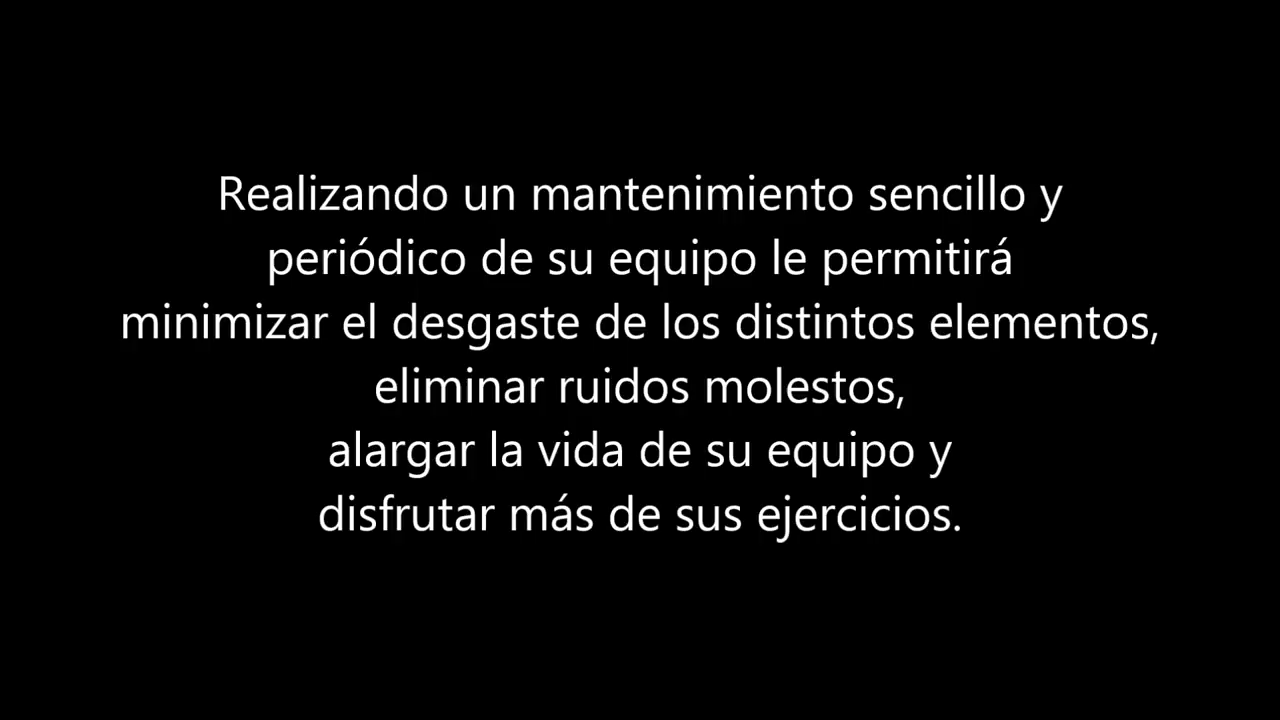 Realizando un mantenimiento sencillo y
periódico de su equipo le permitirá
minimizar el desgaste de los distintos elementos,
eliminar ruidos molestos,
alargar la vida de su equipo y
disfrutar más de sus ejercicios.